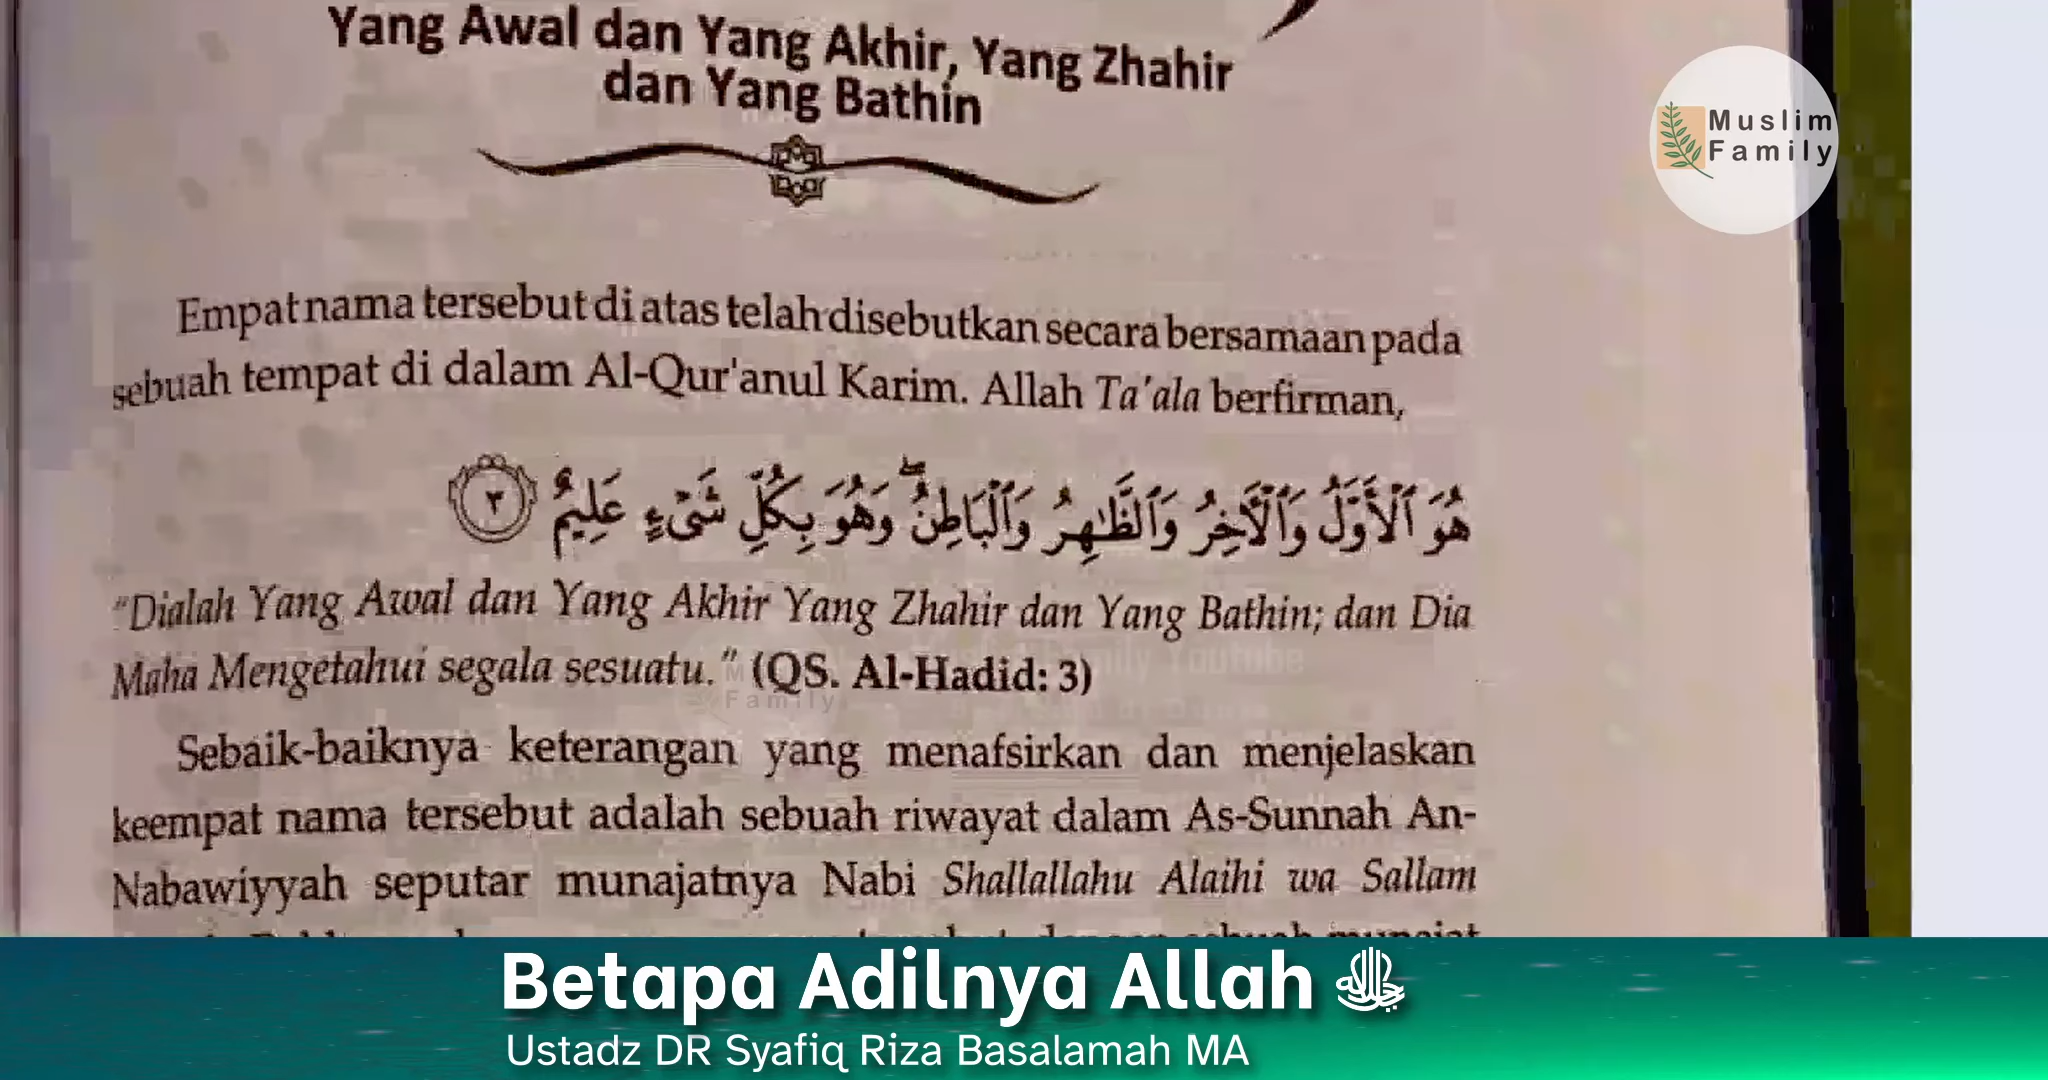 Yang Awal dan Yang Akhir, Yang Zhahir
dan Yang Bathin
Muslim
Family
Empat nama tersebut di atas telah disebutkan secara bersamaan pada
sebuah tempat di dalam Al-Qur'anul Karim. Allah Ta'ala berfirman,
هُوَ ٱلْأَوَّلُ وَٱلْآخِرُ وَٱلظَّٰهِرُ وَٱلْبَاطِنُ ۖ وَهُوَ بِكُلِّ شَىْءٍ عَلِيمٌ ٣
"Dialah Yang Awal dan Yang Akhir Yang Zhahir dan Yang Bathin; dan Dia
Maha Mengetahui segala sesuatu." (QS. Al-Hadid: 3)
Family
Sebaik-baiknya keterangan yang menafsirkan dan menjelaskan
keempat nama tersebut adalah sebuah riwayat dalam As-Sunnah An-
Nabawiyyah seputar munajatnya Nabi Shallallahu Alaihi wa Sallam
Betapa Adilnya Allah ﷻ
Ustadz DR Syafiq Riza Basalamah MA